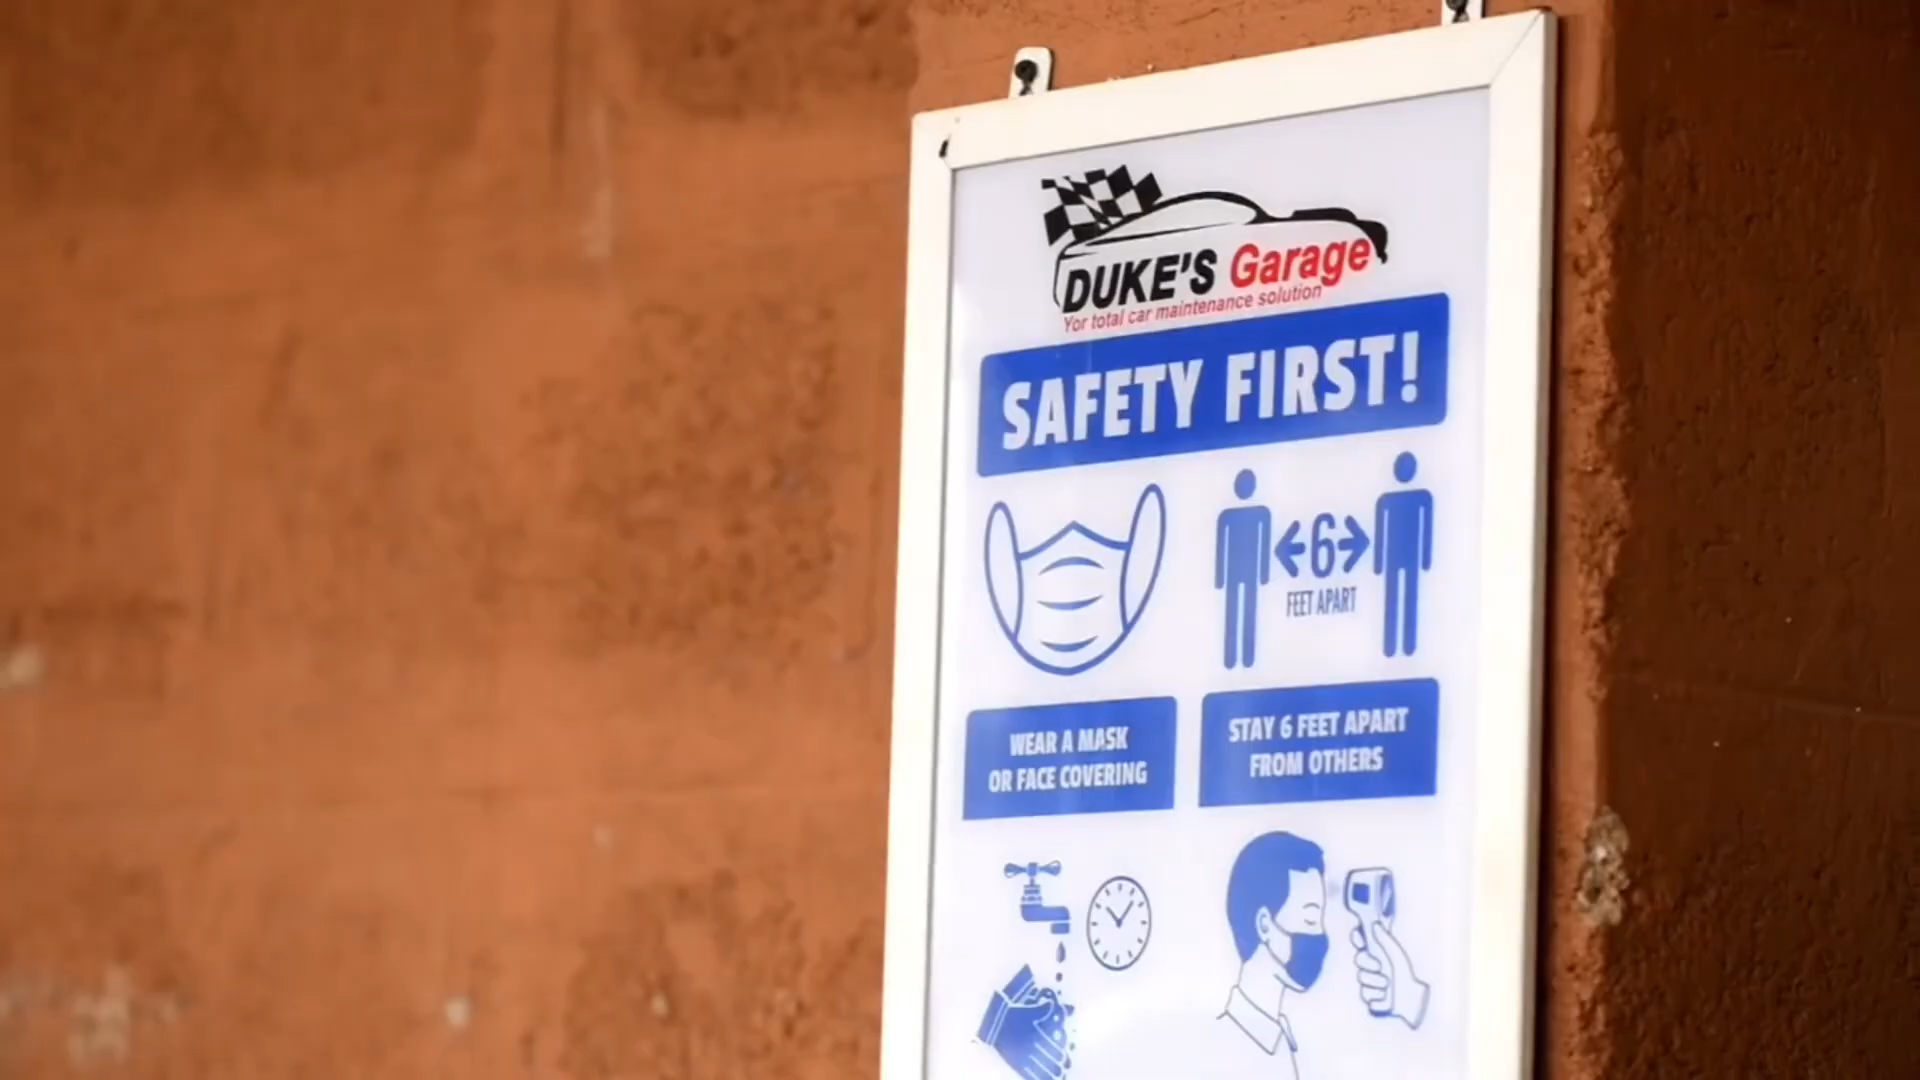 DUKE'S Garage
Yor total car maintenance solution
SAFETY FIRST!
6
FEET APART
WEAR A MASK
OR FACE COVERING
STAY 6 FEET APART
FROM OTHERS